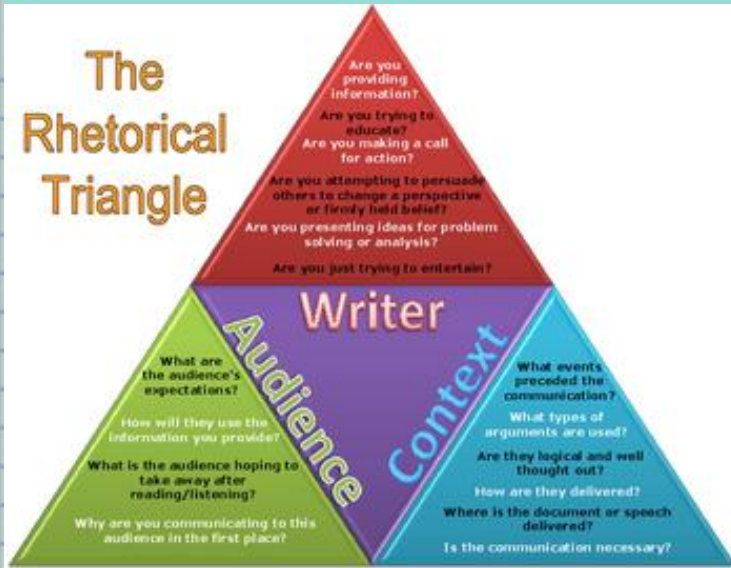 The
Rhetorical
Triangle
Are you
providing
information?
Are you trying to
educate?
Are you making a call
for action?
Are you attempting to persuade
others to change a perspective
or firmly held belief?
Are you presenting ideas for problem
solving or analysis?
Are you just trying to entertain?
Writer
Audience
Context
What are
the audience's
expectations?
How will they use the
information you provide?
What is the audience hoping to
take away after
reading/listening?
Why are you communicating to this
audience in the first place?
What events
preceded the
communication?
What types of
arguments are used?
Are they logical and well
thought out?
How are they delivered?
Where is the document or speech
delivered?
Is the communication necessary?